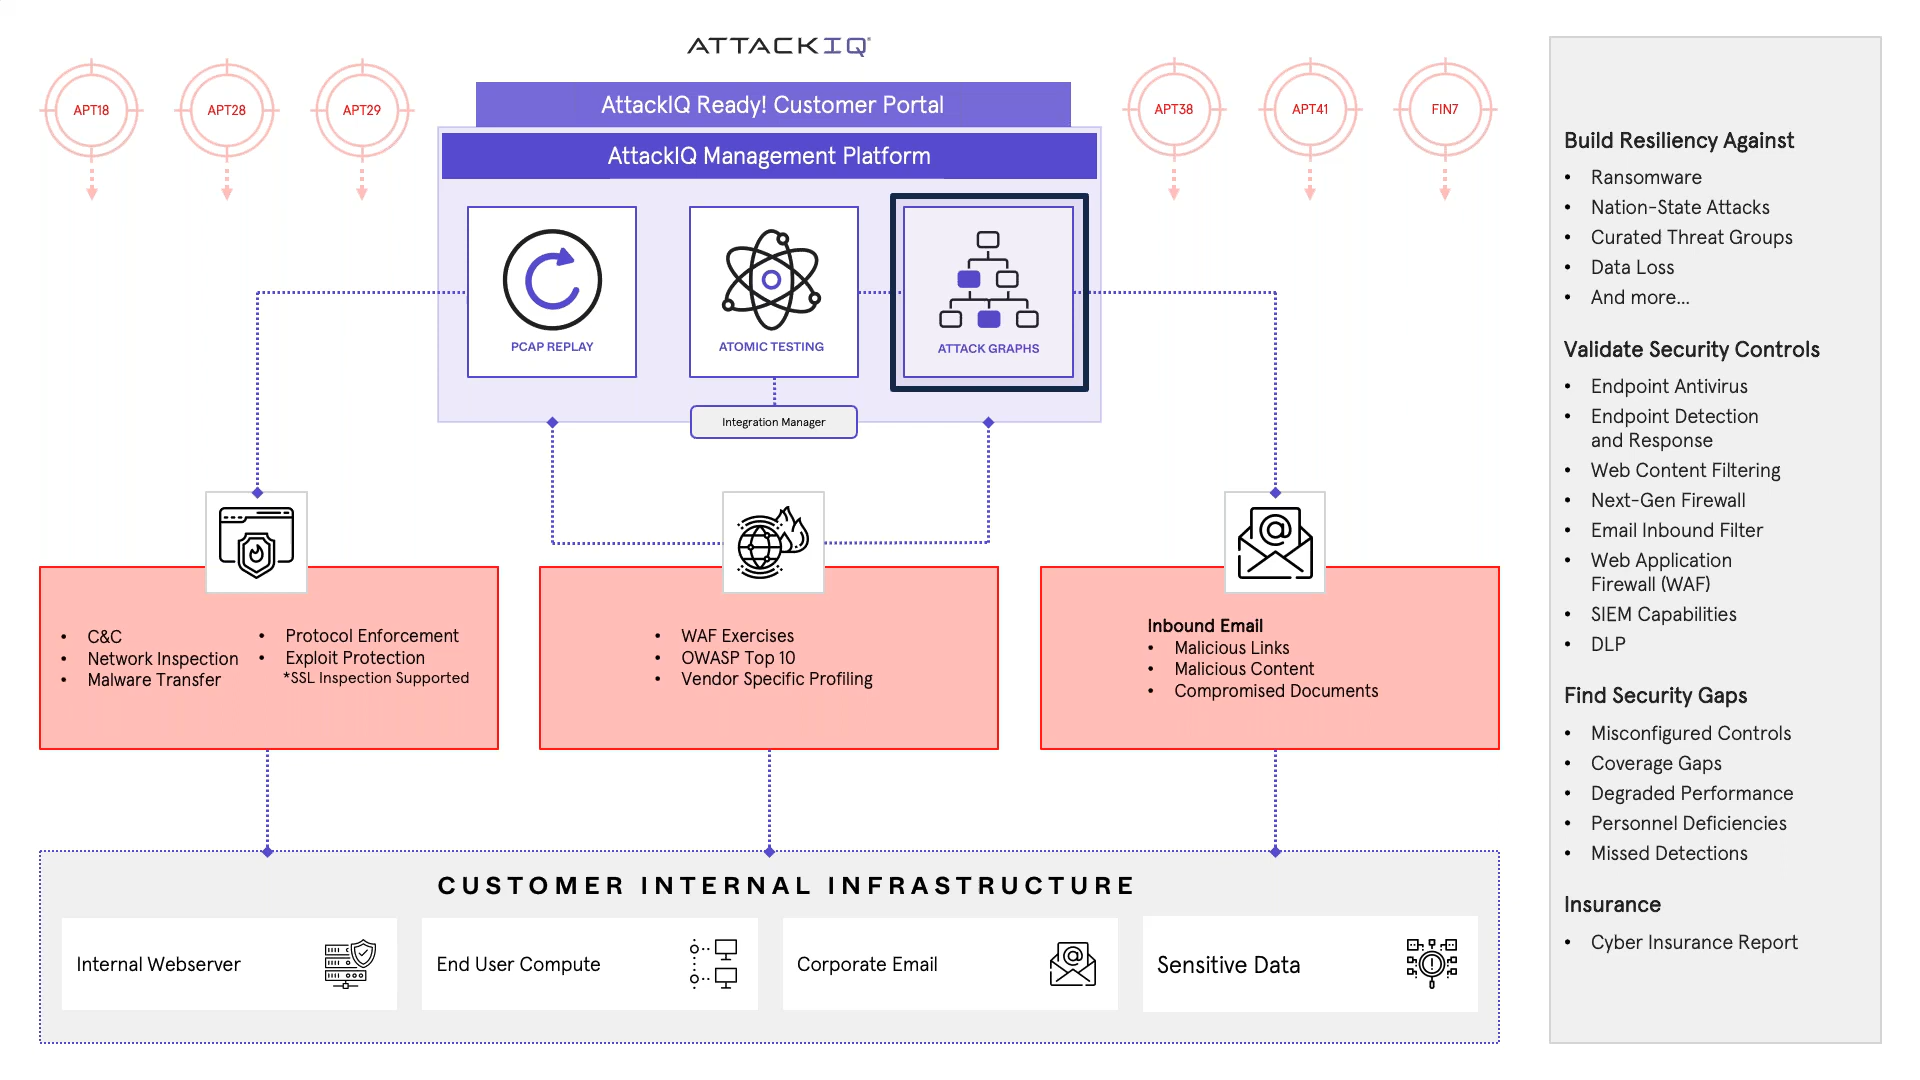 ATTACKIQ
APT18
APT28
APT29
AttackIQ Ready! Customer Portal
AttackIQ Management Platform
APT38
APT41
FIN7
PCAP REPLAY
ATOMIC TESTING
ATTACK GRAPHS
Integration Manager
• C&C
• Network Inspection
• Malware Transfer
• Protocol Enforcement
• Exploit Protection
*SSL Inspection Supported
• WAF Exercises
• OWASP Top 10
• Vendor Specific Profiling
Inbound Email
• Malicious Links
• Malicious Content
• Compromised Documents
CUSTOMER INTERNAL INFRASTRUCTURE
Internal Webserver
End User Compute
Corporate Email
Sensitive Data
Build Resiliency Against
• Ransomware
• Nation-State Attacks
• Curated Threat Groups
• Data Loss
• And more...
Validate Security Controls
• Endpoint Antivirus
• Endpoint Detection
and Response
• Web Content Filtering
• Next-Gen Firewall
• Email Inbound Filter
• Web Application
Firewall (WAF)
• SIEM Capabilities
• DLP
Find Security Gaps
• Misconfigured Controls
• Coverage Gaps
• Degraded Performance
• Personnel Deficiencies
• Missed Detections
Insurance
• Cyber Insurance Report